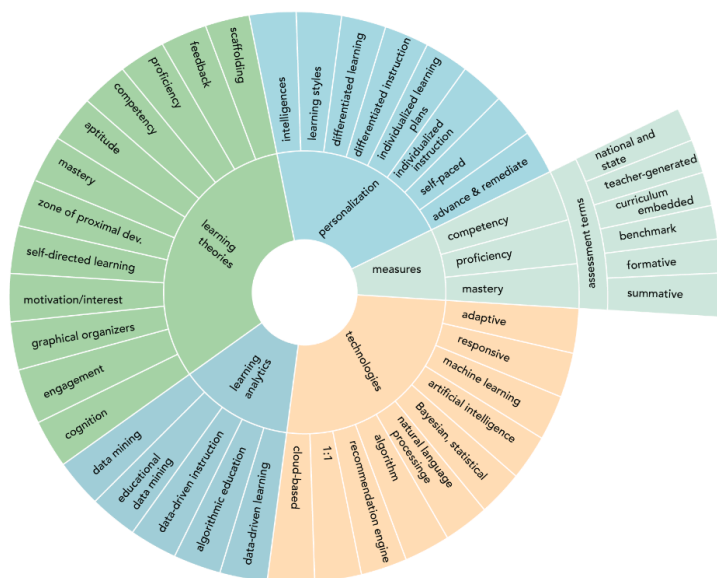 scaffolding
feedback
proficiency
competency
aptitude
mastery
zone of proximal dev.
self-directed learning
motivation/interest
graphical organizers
engagement
cognition
learning
theories
intelligences
learning styles
differentiated learning
differentiated instruction
individualized learning
plans
individualized
instruction
self-paced
advance & remediate
personalization
measures
competency
proficiency
mastery
assessment terms
national and
state
teacher-generated
curriculum
embedded
benchmark
formative
summative
technologies
adaptive
responsive
machine learning
artificial intelligence
Bayesian, statistical
natural language
processinge
algorithm
recommendation engine
1:1
cloud-based
learning
analytics
data mining
educational
data mining
data-driven instruction
algorithmic education
data-driven learning